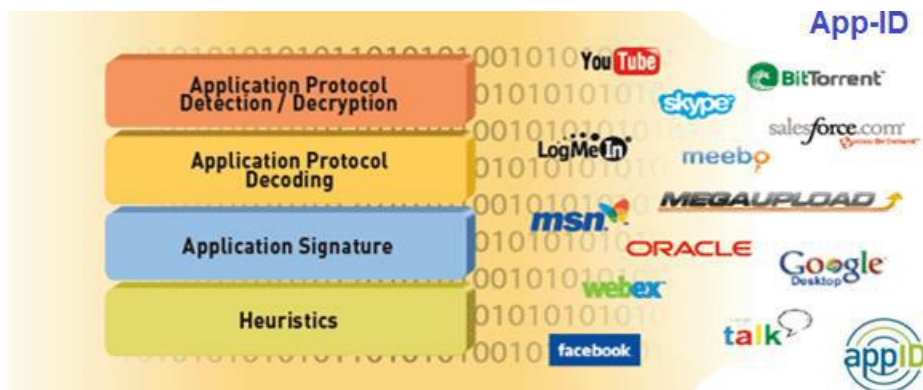 App-ID
Application Protocol
Detection / Decryption
Application Protocol
Decoding
Application Signature
Heuristics
YouTube
BitTorrent
skype
salesforce.com
LogMeIn
meebo
MEGAUPLOAD
msn
ORACLE
Google
Desktop
webex
talk
facebook
appID